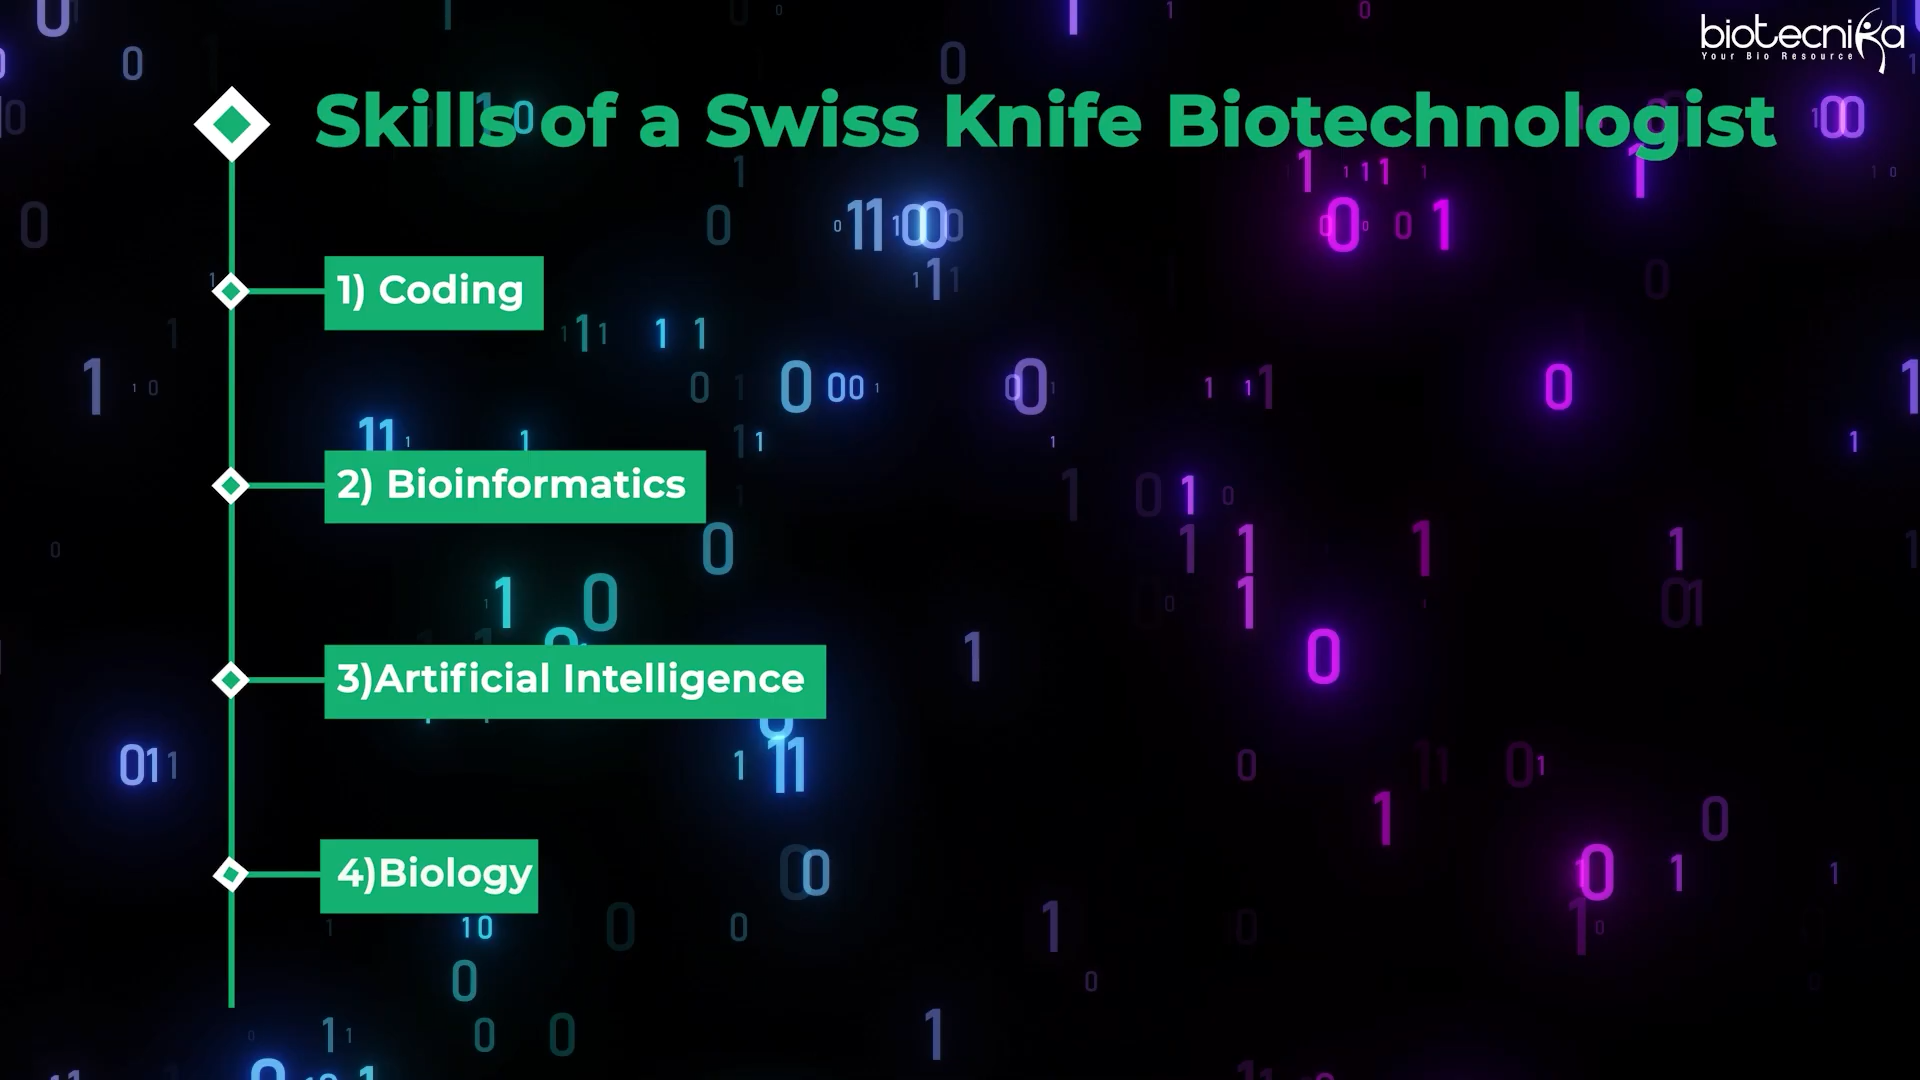 biotecnika
Your Bio Resource
Skills of a Swiss Knife Biotechnologist
1) Coding
2) Bioinformatics
3)Artificial Intelligence
4)Biology